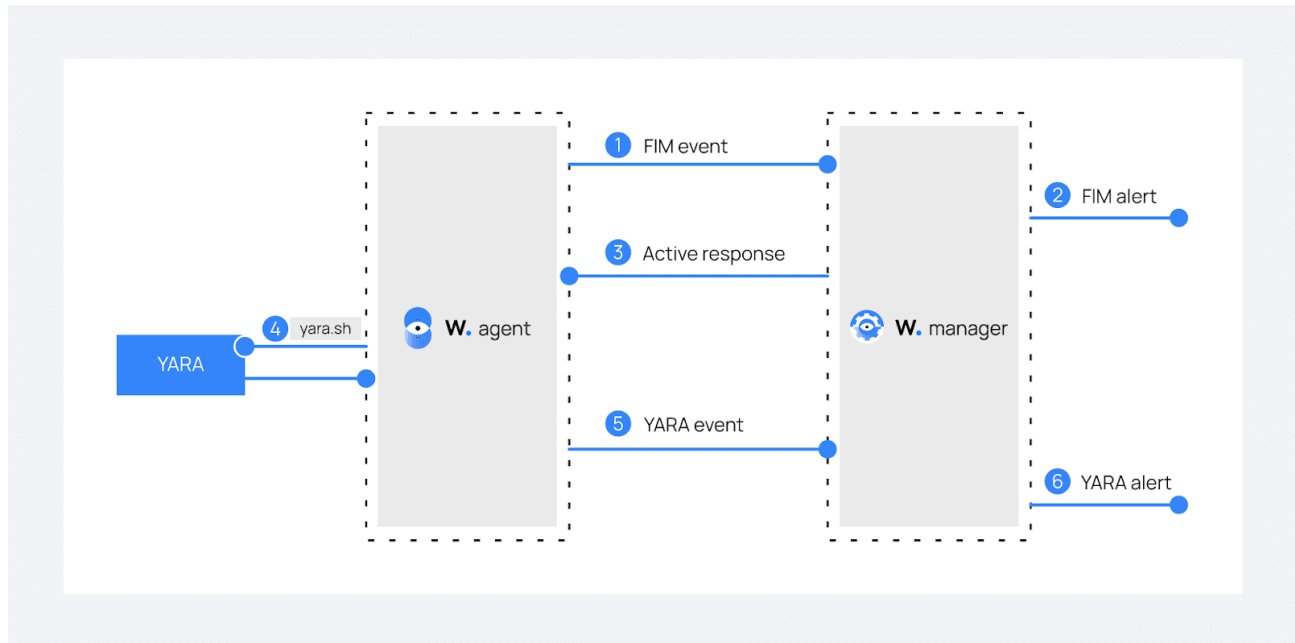 1 FIM event
2 FIM alert
3 Active response
4 yara.sh
YARA
W. agent
W. manager
5 YARA event
6 YARA alert